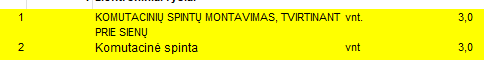 1 KOMUTACINIŲ SPINTŲ MONTAVIMAS, TVIRTINANT vnt. 3,0
PRIE SIENŲ
2 Komutacinė spinta vnt 3,0